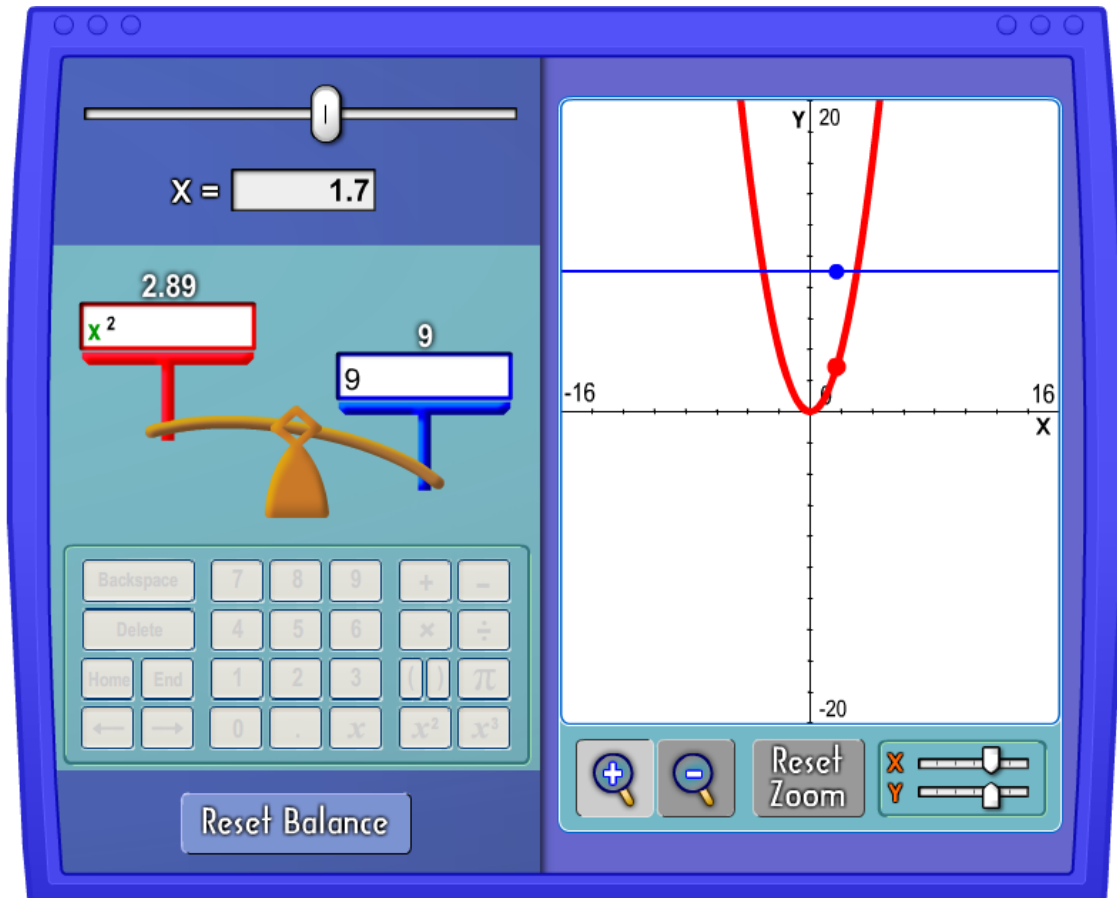 X = 1.7
2.89
x 2
9
9
Backspace 7 8 9 + -
Delete 4 5 6 × ÷
Home End 1 2 3 ( ) π
← → 0 . x x² x³
Reset Balance
Y 20
-16 0 16
X
-20
+ - Reset Zoom
X
Y